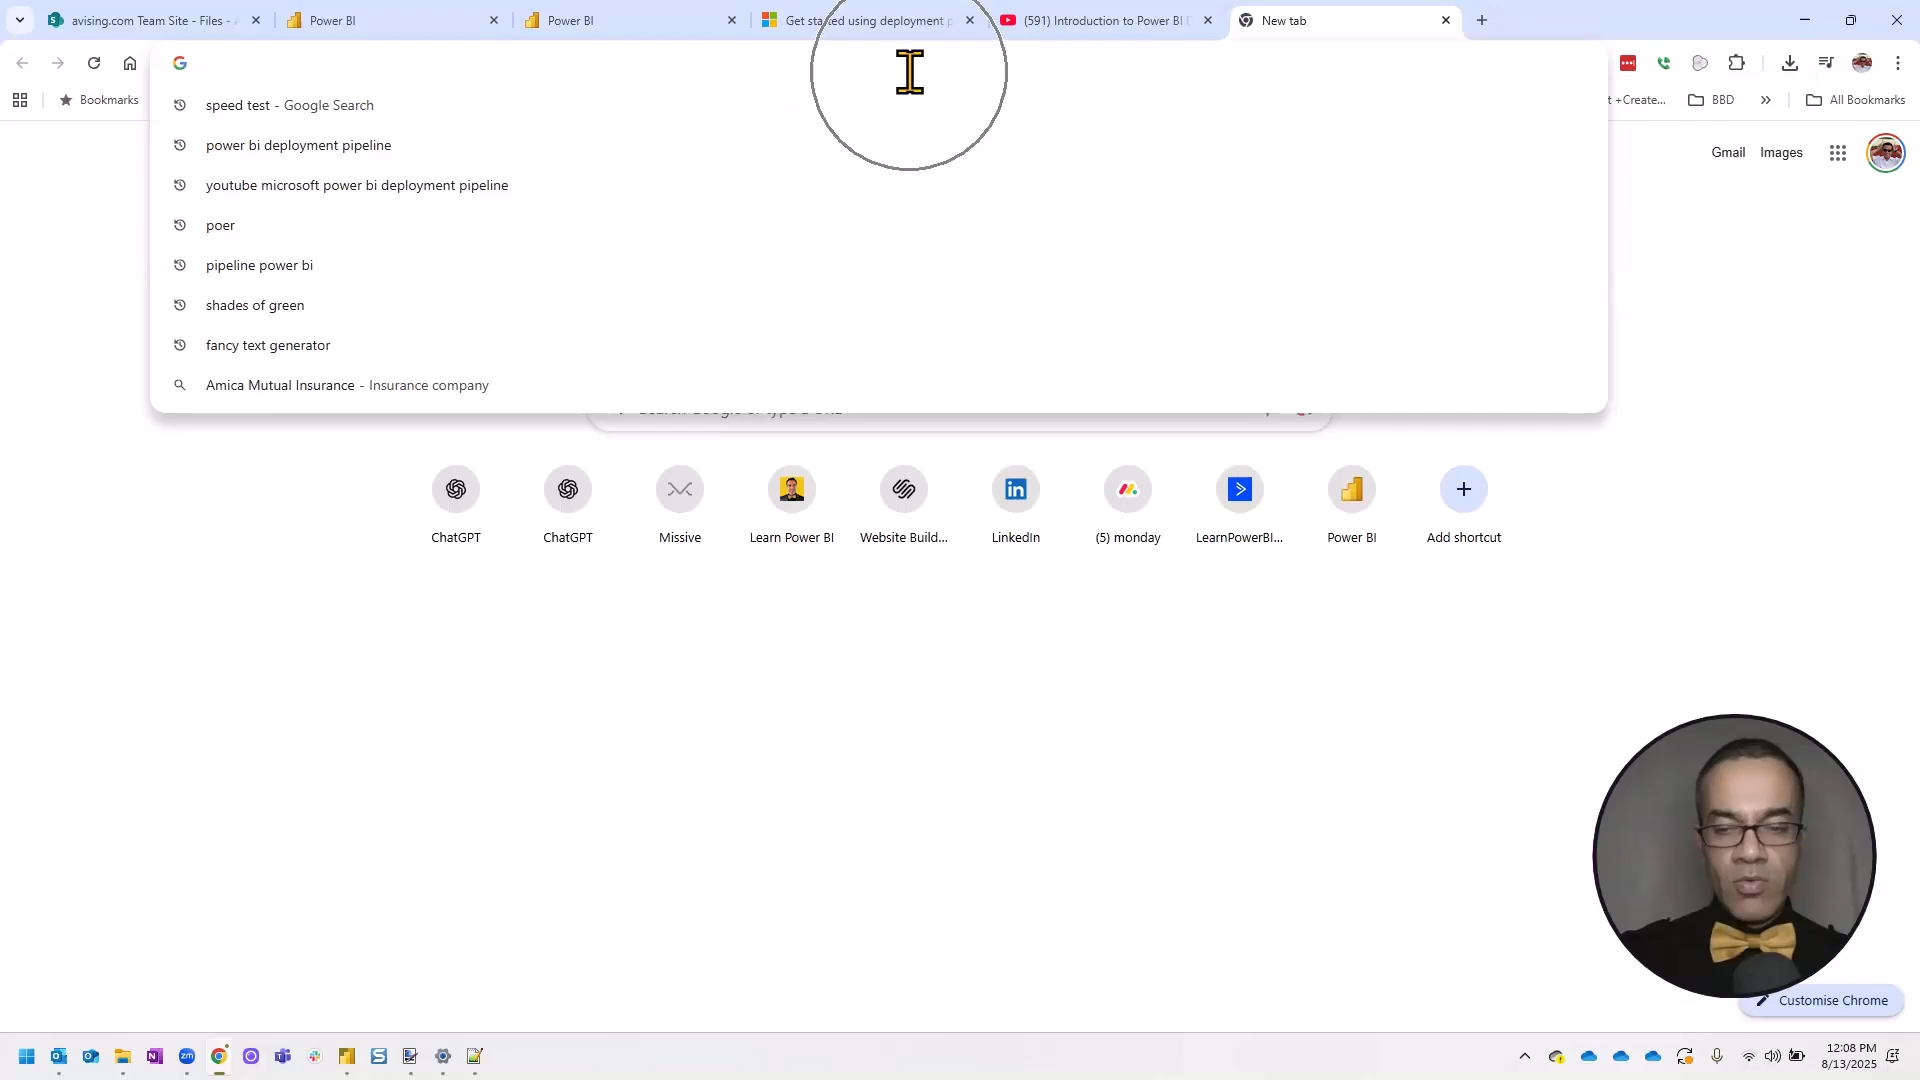 avising.com Team Site - Files -
Power BI
Power BI
Get started using deployment p
(591) Introduction to Power BI
New tab
Bookmarks
t +Create...
BBD
All Bookmarks
speed test - Google Search
power bi deployment pipeline
youtube microsoft power bi deployment pipeline
poer
pipeline power bi
shades of green
fancy text generator
Amica Mutual Insurance - Insurance company
Gmail
Images
ChatGPT
ChatGPT
Missive
Learn Power BI
Website Build...
LinkedIn
(5) monday
LearnPowerBI...
Power BI
Add shortcut
Customise Chrome
12:08 PM
8/13/2025